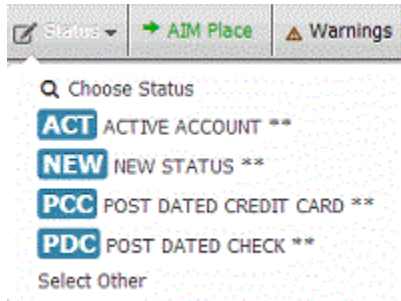 Status AIM Place Warnings
Choose Status
ACT ACTIVE ACCOUNT **
NEW NEW STATUS **
PCC POST DATED CREDIT CARD **
PDC POST DATED CHECK **
Select Other